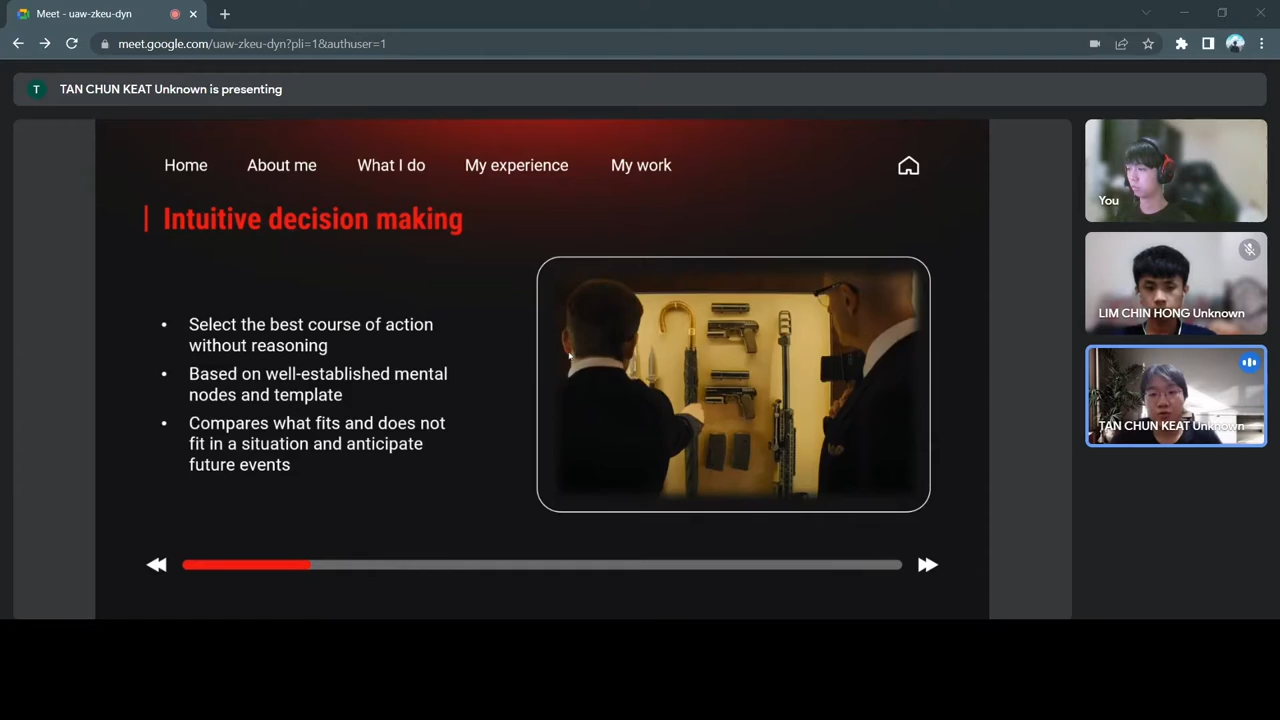 Meet - uaw-zkeu-dyn
meet.google.com/uaw-zkeu-dyn?pli=1&authuser=1
T
TAN CHUN KEAT Unknown is presenting
Home About me What I do My experience My work
Intuitive decision making
• Select the best course of action
without reasoning
• Based on well-established mental
nodes and template
• Compares what fits and does not
fit in a situation and anticipate
future events
You
LIM CHIN HONG Unknown
TAN CHUN KEAT Unknown